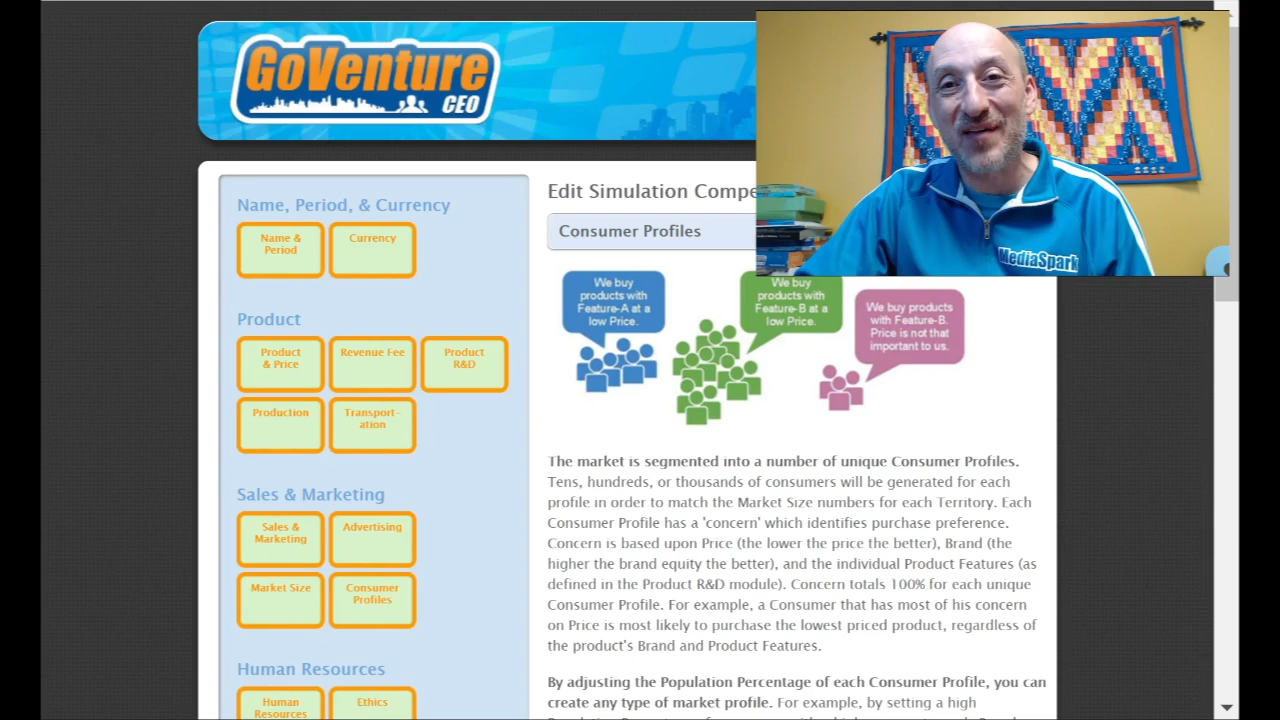 GoVenture
CEO
Name, Period, & Currency
Name &
Period
Currency
Product
Product
& Price
Revenue Fee
Product
R&D
Production
Transport-
ation
Sales & Marketing
Sales &
Marketing
Advertising
Market Size
Consumer
Profiles
Human Resources
Human
Resources
Ethics
Edit Simulation Compe
Consumer Profiles
MediaSpark
We buy
products with
Feature-A at a
low Price.
We buy
products with
Feature-B at a
low Price.
We buy products
with Feature-B.
Price is not that
important to us.
The market is segmented into a number of unique Consumer Profiles.
Tens, hundreds, or thousands of consumers will be generated for each
profile in order to match the Market Size numbers for each Territory. Each
Consumer Profile has a 'concern' which identifies purchase preference.
Concern is based upon Price (the lower the price the better), Brand (the
higher the brand equity the better), and the individual Product Features (as
defined in the Product R&D module). Concern totals 100% for each unique
Consumer Profile. For example, a Consumer that has most of his concern
on Price is most likely to purchase the lowest priced product, regardless of
the product's Brand and Product Features.
By adjusting the Population Percentage of each Consumer Profile, you can
create any type of market profile. For example, by setting a high